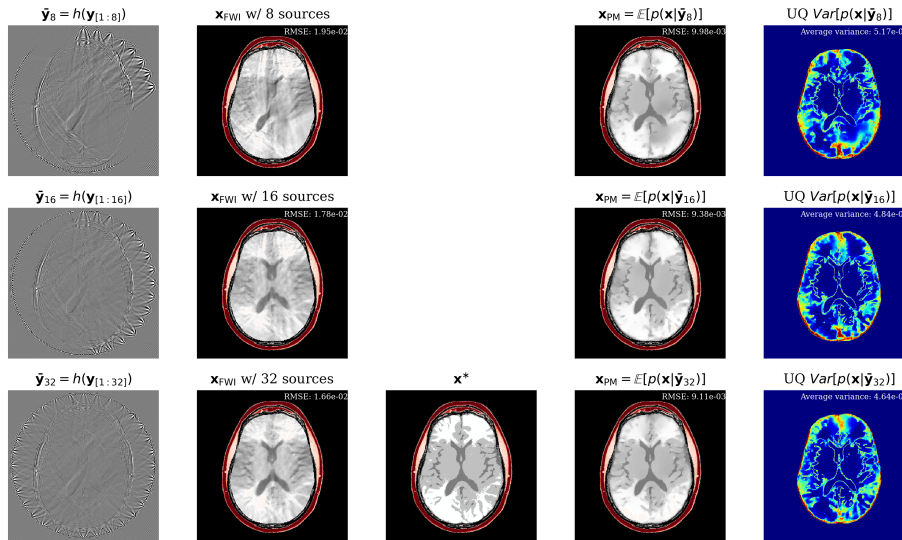 ȳ₈ = h(y[1 : 8])
x_FWI w/ 8 sources
x_PM = 𝔼[p(x|ȳ₈)]
UQ Var[p(x|ȳ₈)]
RMSE: 1.95e-02
RMSE: 9.98e-03
Average variance: 5.17e-0
ȳ₁₆ = h(y[1 : 16])
x_FWI w/ 16 sources
x_PM = 𝔼[p(x|ȳ₁₆)]
UQ Var[p(x|ȳ₁₆)]
RMSE: 1.78e-02
RMSE: 9.38e-03
Average variance: 4.84e-0
ȳ₃₂ = h(y[1 : 32])
x_FWI w/ 32 sources
x*
x_PM = 𝔼[p(x|ȳ₃₂)]
UQ Var[p(x|ȳ₃₂)]
RMSE: 1.66e-02
RMSE: 9.11e-03
Average variance: 4.64e-0